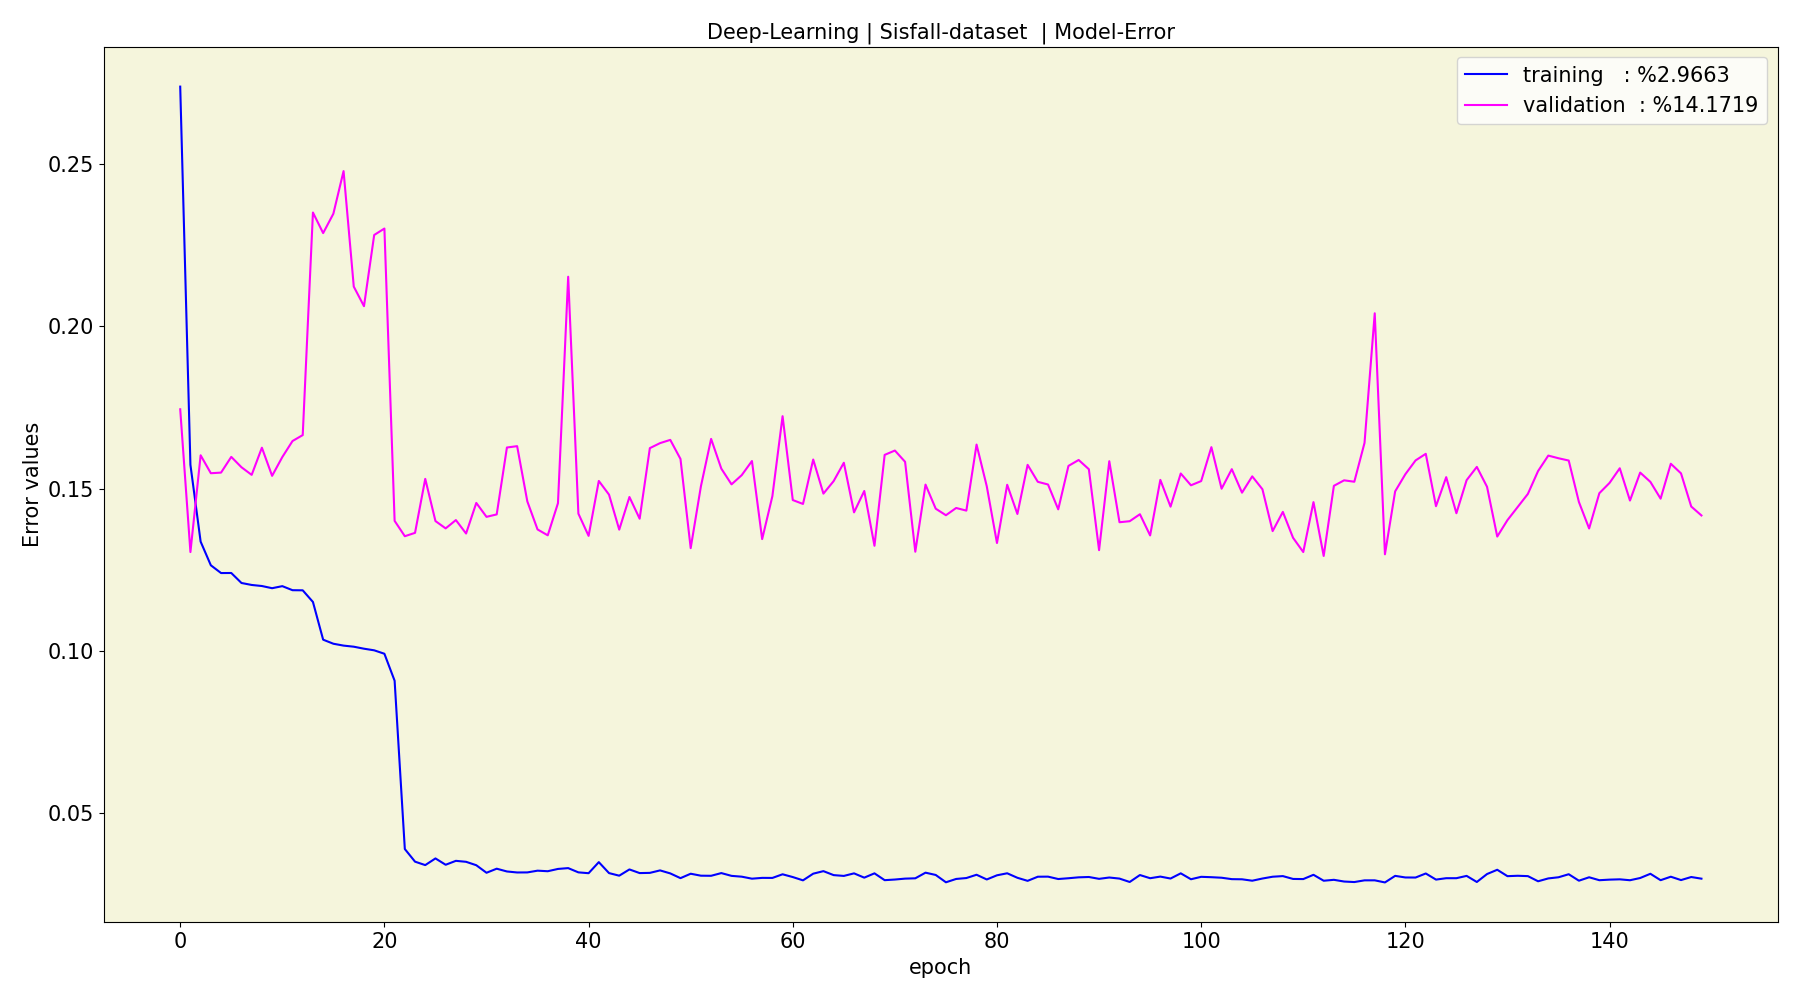 Deep-Learning | Sisfall-dataset  | Model-Error
training   : %2.9663
validation  : %14.1719
Error values
0.25
0.20
0.15
0.10
0.05
0 20 40 60 80 100 120 140
epoch